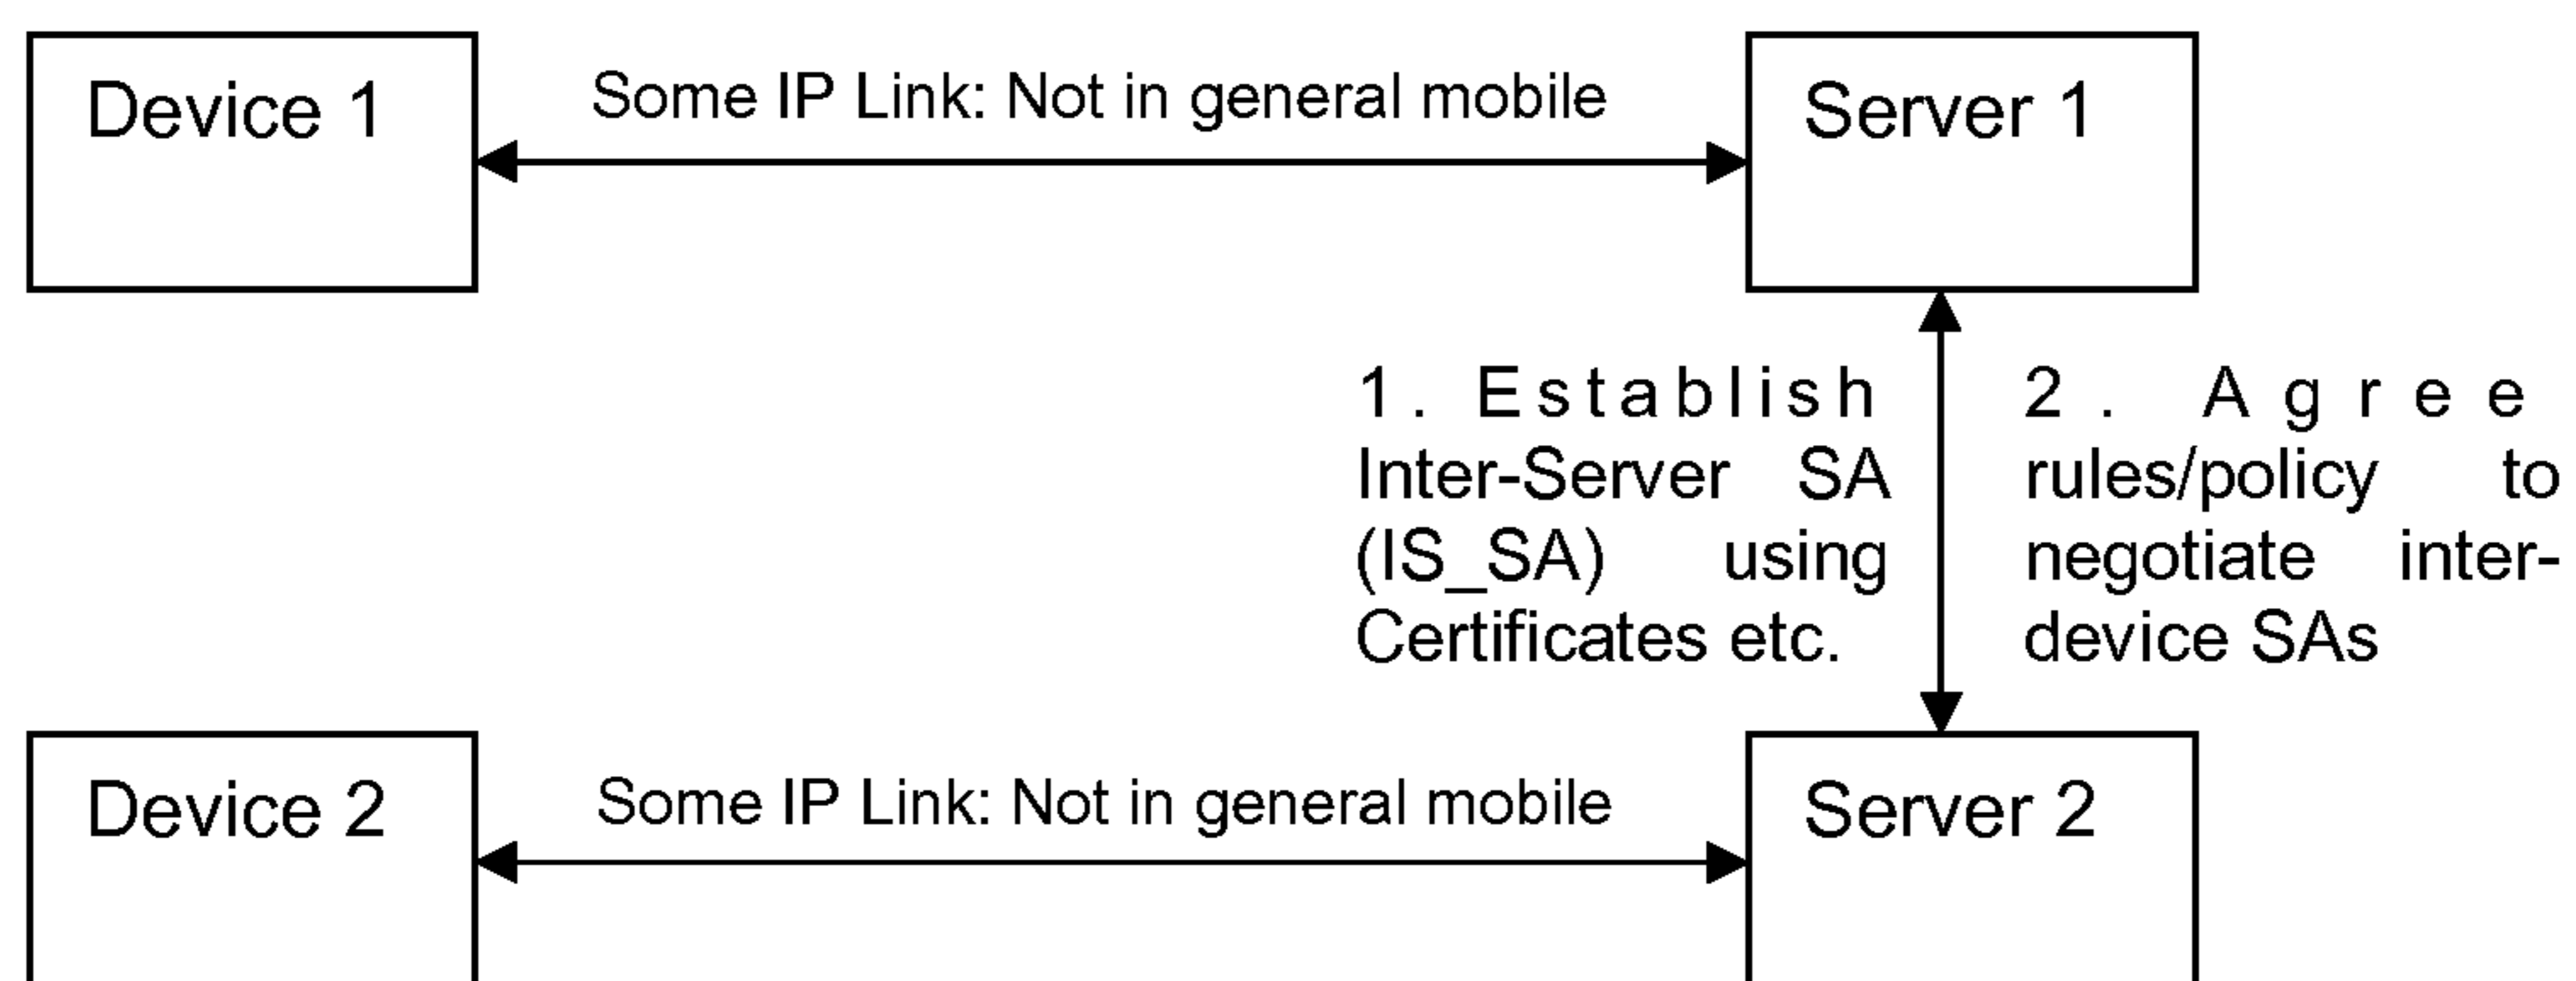 Device 1
Some IP Link: Not in general mobile
Server 1
1. Establish
Inter-Server SA
(IS_SA) using
Certificates etc.
2. Agree
rules/policy to
negotiate inter-
device SAs
Device 2
Some IP Link: Not in general mobile
Server 2